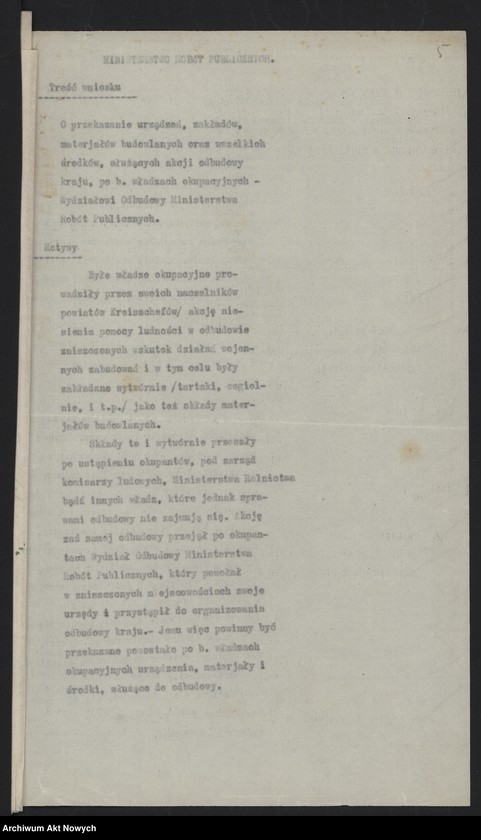 5
MINISTERSTWO ROBÓT PUBLICZNYCH.
Treść wniosku
O przekazanie urządzeń, zakładów,
materjałów budowlanych oraz wszelkich
środków, służących akcji odbudowy
kraju, po b. władzach okupacyjnych -
Wydziałowi Odbudowy Ministerstwa
Robót Publicznych.
Motywy
Byłe władze okupacyjne pro-
wadziły przez swoich naczelników
powiatów Kreischefów/ akcję nie-
sienia pomocy ludności w odbudowie
zniszczonych wskutek działań wojen-
nych zabudowań i w tym celu były
zakładane wytwórnie /tartaki, cegiel-
nie, i t.p./ jako też składy mater-
jałów budowlanych.
Składy te i wytwórnie przeszły
po ustąpieniu okupantów, pod zarząd
komisarzy ludowych, Ministerstwa Rolnictwa
bądź innych władz, które jednak spra-
wami odbudowy nie zajmują się. Akcję
zaś samej odbudowy przejął po okupan-
tach Wydział Odbudowy Ministerstwa
Robót Publicznych, który powołał
w zniszczonych miejscowościach swoje
urzędy i przystąpił do organizowania
odbudowy kraju.- Jemu więc powinny być
przekazane pozostałe po b. władzach
okupacyjnych urządzenia, materjały i
środki, służące do odbudowy.
Archiwum Akt Nowych